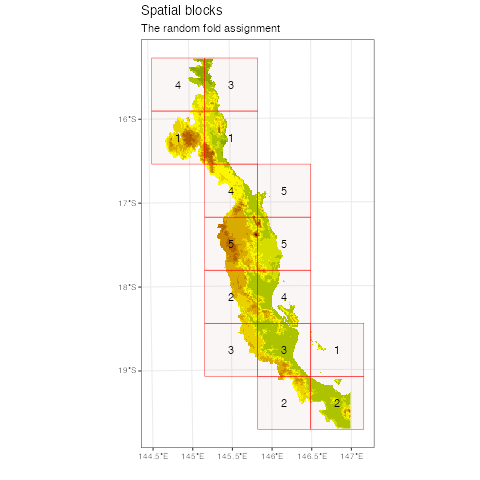 Spatial blocks
The random fold assignment
4 3
16°S
1 1
4 5
17°S
5 5
2 4
18°S
3 3 1
19°S
2 2
144.5°E 145°E 145.5°E 146°E 146.5°E 147°E